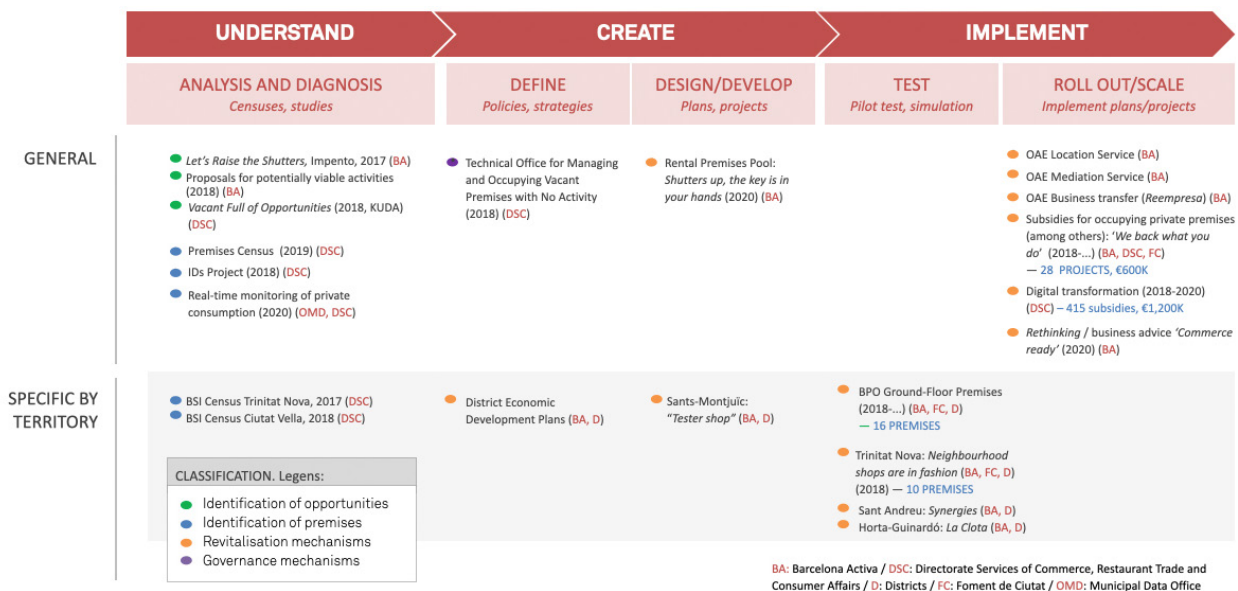 UNDERSTAND
CREATE
IMPLEMENT
ANALYSIS AND DIAGNOSIS
Censuses, studies
DEFINE
Policies, strategies
DESIGN/DEVELOP
Plans, projects
TEST
Pilot test, simulation
ROLL OUT/SCALE
Implement plans/projects
GENERAL
Let's Raise the Shutters, Impento, 2017 (BA)
Proposals for potentially viable activities
(2018) (BA)
Vacant Full of Opportunities (2018, KUDA)
(DSC)
Premises Census (2019) (DSC)
IDs Project (2018) (DSC)
Real-time monitoring of private
consumption (2020) (OMD, DSC)
Technical Office for Managing
and Occupying Vacant
Premises with No Activity
(2018) (DSC)
Rental Premises Pool:
Shutters up, the key is in
your hands (2020) (BA)
OAE Location Service (BA)
OAE Mediation Service (BA)
OAE Business transfer (Reempresa) (BA)
Subsidies for occupying private premises
(among others): 'We back what you
do' (2018-...) (BA, DSC, FC)
— 28 PROJECTS, €600K
Digital transformation (2018-2020)
(DSC) – 415 subsidies, €1,200K
Rethinking / business advice 'Commerce
ready' (2020) (BA)
SPECIFIC BY
TERRITORY
BSI Census Trinitat Nova, 2017 (DSC)
BSI Census Ciutat Vella, 2018 (DSC)
District Economic
Development Plans (BA, D)
Sants-Montjuïc:
"Tester shop" (BA, D)
BPO Ground-Floor Premises
(2018-...) (BA, FC, D)
— 16 PREMISES
Trinitat Nova: Neighbourhood
shops are in fashion (BA, FC, D)
(2018) — 10 PREMISES
Sant Andreu: Synergies (BA, D)
Horta-Guinardó: La Clota (BA, D)
CLASSIFICATION. Legens:
Identification of opportunities
Identification of premises
Revitalisation mechanisms
Governance mechanisms
BA: Barcelona Activa / DSC: Directorate Services of Commerce, Restaurant Trade and
Consumer Affairs / D: Districts / FC: Foment de Ciutat / OMD: Municipal Data Office